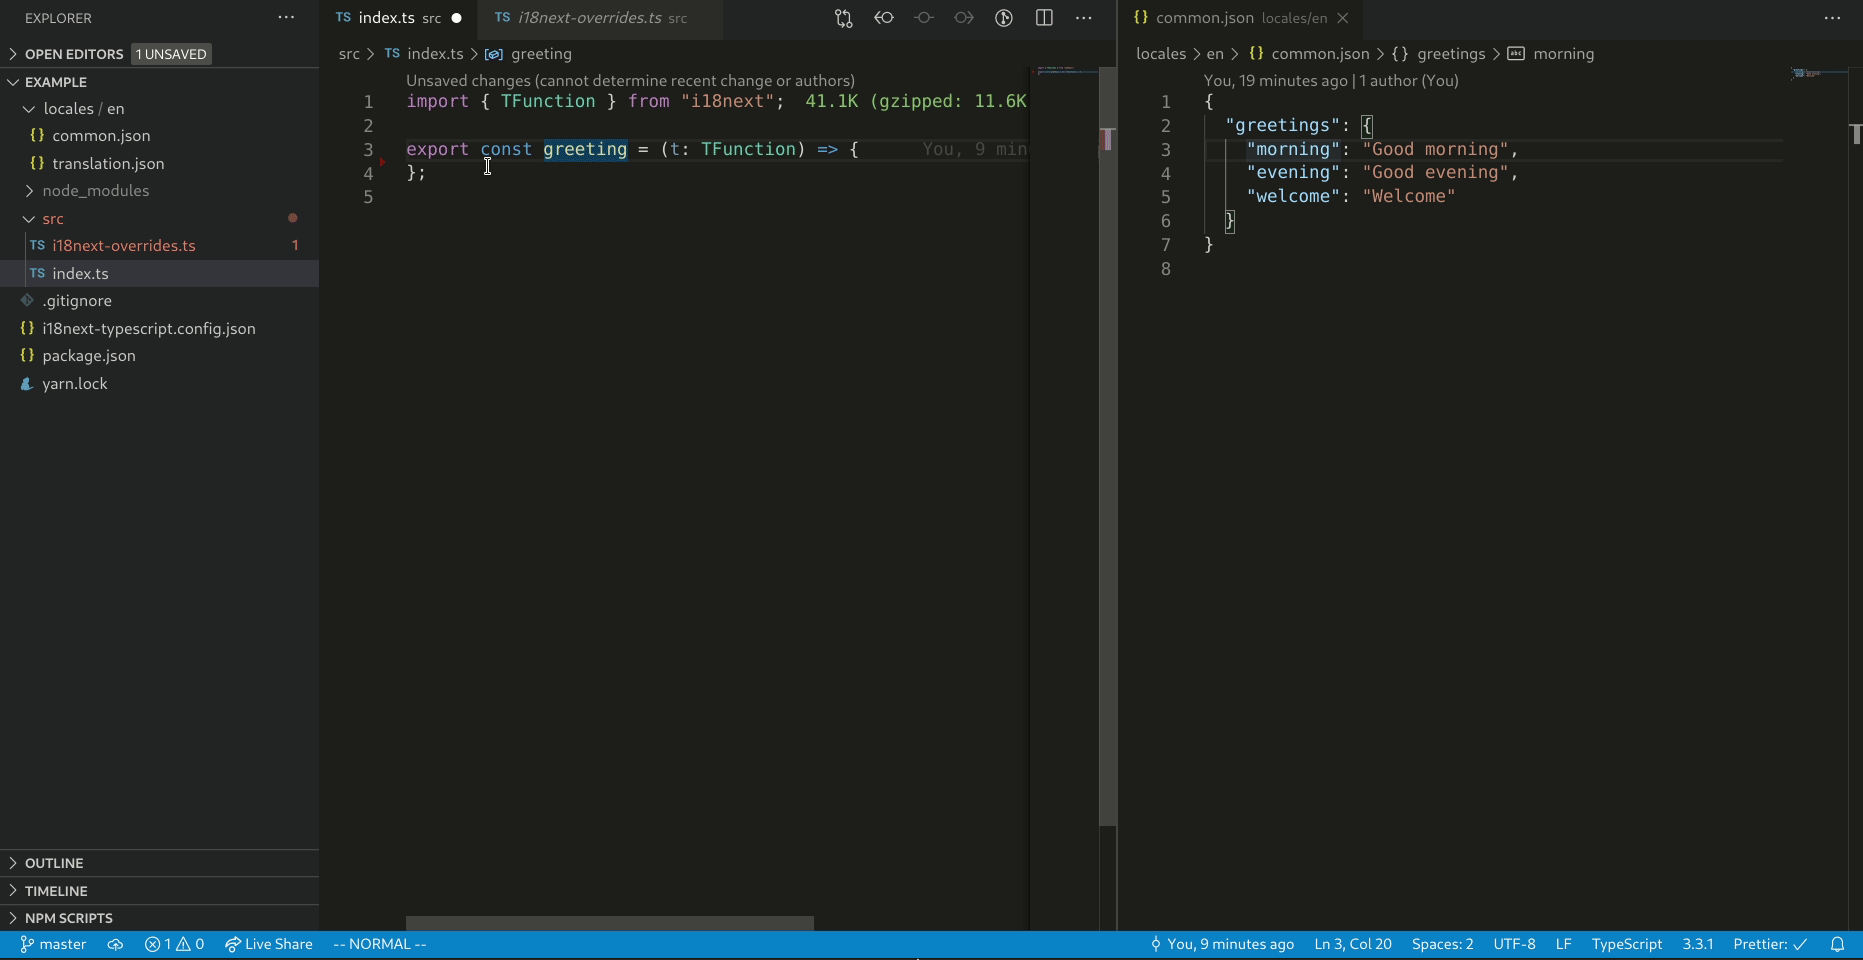 EXPLORER
OPEN EDITORS 1 UNSAVED
EXAMPLE
locales / en
{} common.json
{} translation.json
node_modules
src
TS i18next-overrides.ts 1
TS index.ts
.gitignore
{} i18next-typescript.config.json
{} package.json
yarn.lock
OUTLINE
TIMELINE
NPM SCRIPTS
TS index.ts src
TS i18next-overrides.ts src
src > TS index.ts > greeting
Unsaved changes (cannot determine recent change or authors)
1 import { TFunction } from "i18next"; 41.1K (gzipped: 11.6K
2
3 export const greeting = (t: TFunction) => { You, 9 min
4 };
5
{} common.json locales/en
locales > en > {} common.json > {} greetings > abc morning
You, 19 minutes ago | 1 author (You)
1 {
2 "greetings": {
3 "morning": "Good morning",
4 "evening": "Good evening",
5 "welcome": "Welcome"
6 }
7 }
8
master 1 0 Live Share -- NORMAL -- You, 9 minutes ago Ln 3, Col 20 Spaces: 2 UTF-8 LF TypeScript 3.3.1 Prettier: ✓